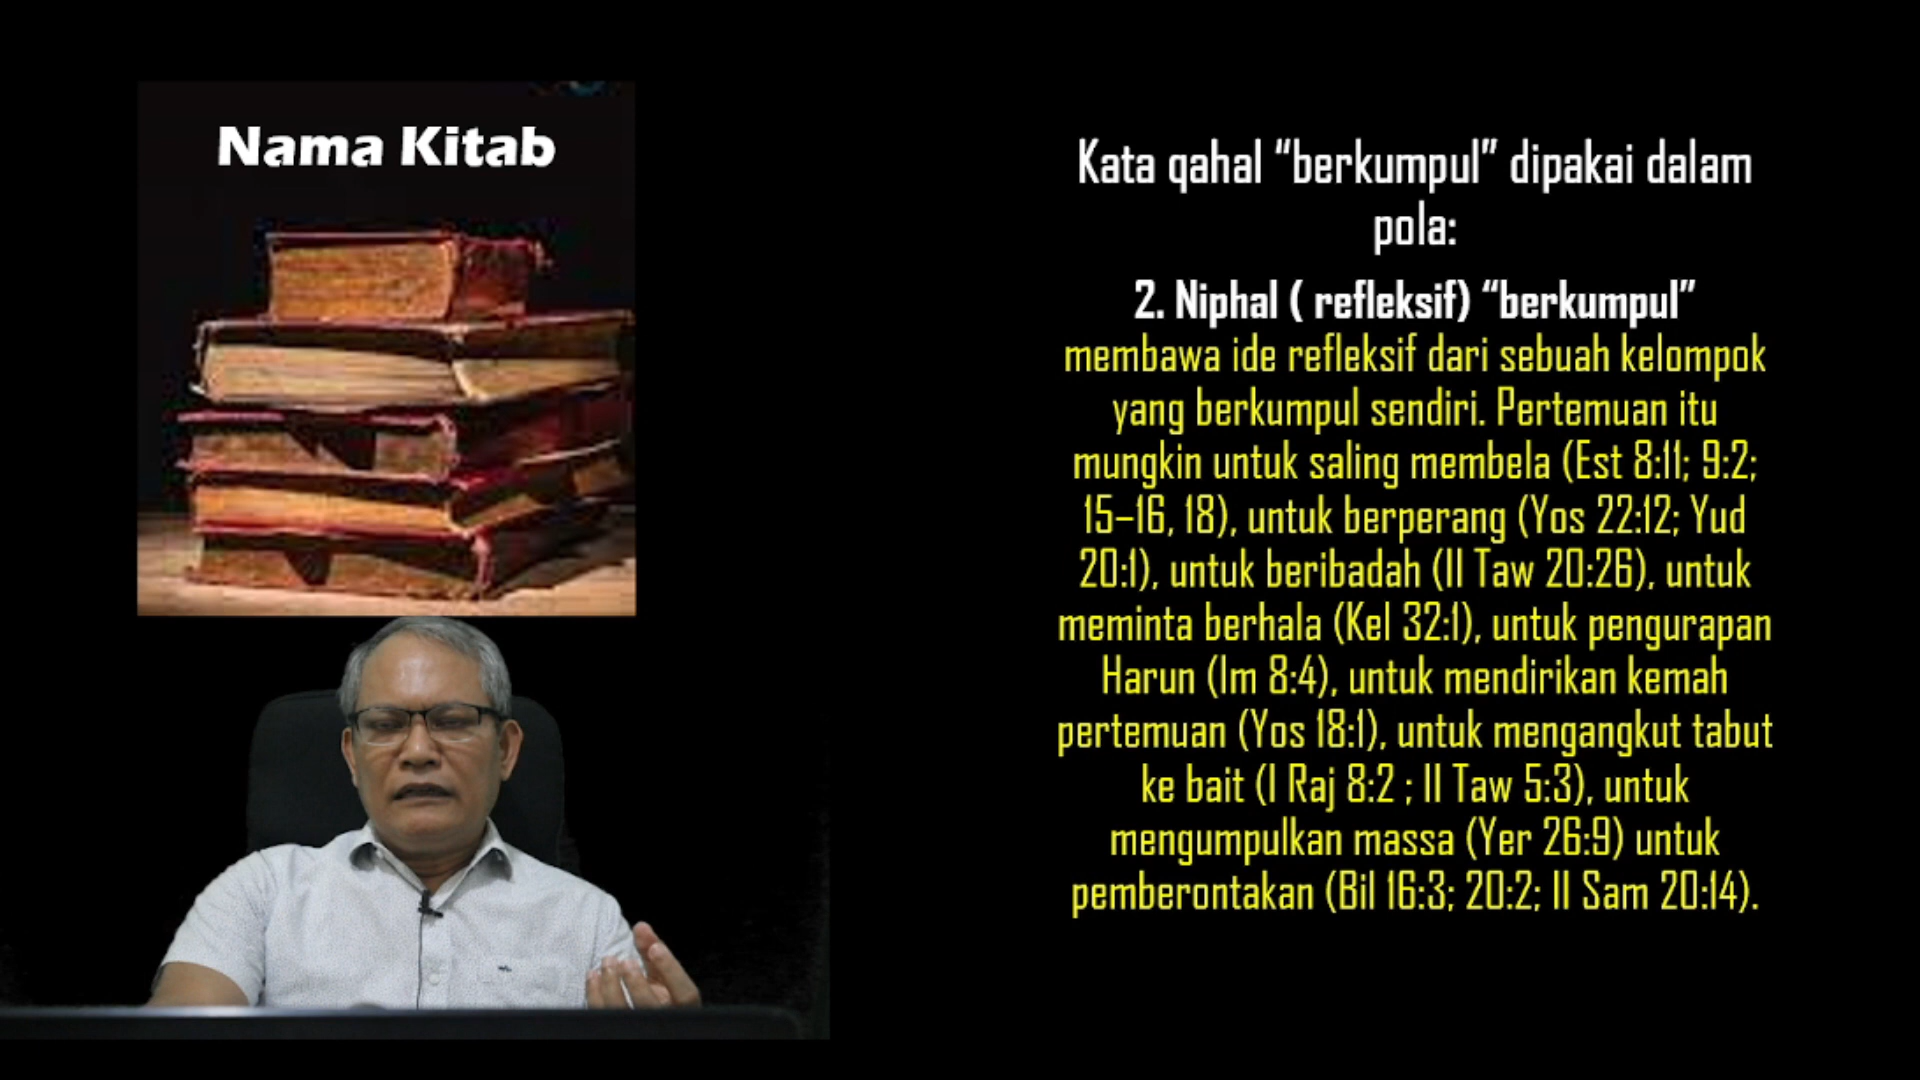 Nama Kitab
Kata qahal “berkumpul” dipakai dalam
pola:
2. Niphal ( refleksif) “berkumpul”
membawa ide refleksif dari sebuah kelompok
yang berkumpul sendiri. Pertemuan itu
mungkin untuk saling membela (Est 8:11; 9:2;
15–16, 18), untuk berperang (Yos 22:12; Yud
20:1), untuk beribadah (II Taw 20:26), untuk
meminta berhala (Kel 32:1), untuk pengurapan
Harun (Im 8:4), untuk mendirikan kemah
pertemuan (Yos 18:1), untuk mengangkut tabut
ke bait (I Raj 8:2 ; II Taw 5:3), untuk
mengumpulkan massa (Yer 26:9) untuk
pemberontakan (Bil 16:3; 20:2; II Sam 20:14).